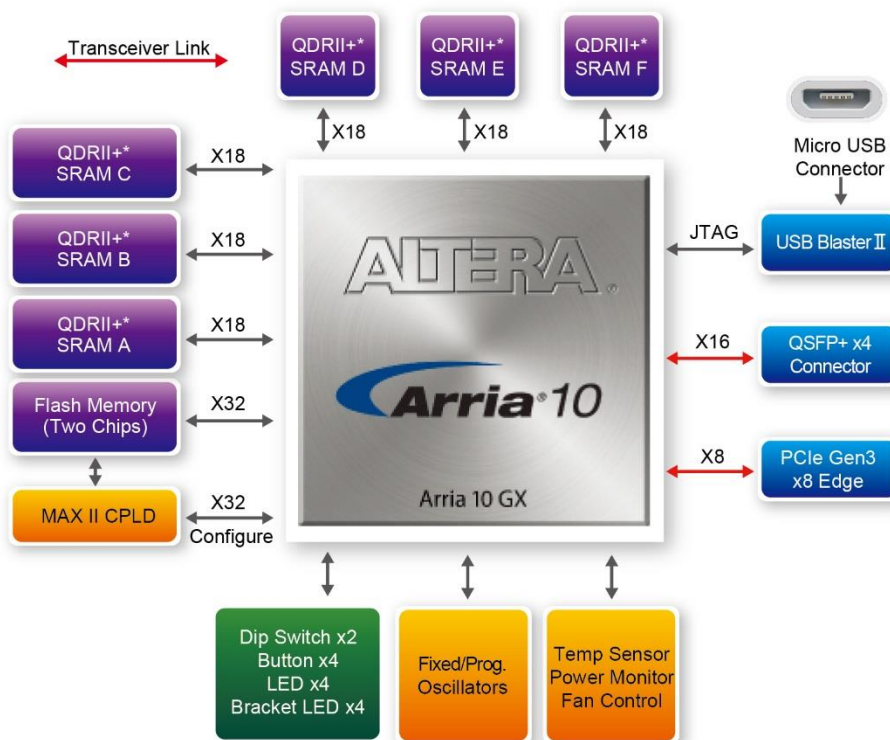 Transceiver Link
QDRII+*
SRAM D
QDRII+*
SRAM E
QDRII+*
SRAM F
X18
X18
X18
Micro USB
Connector
QDRII+*
SRAM C
X18
QDRII+*
SRAM B
X18
QDRII+*
SRAM A
X18
Flash Memory
(Two Chips)
X32
MAX II CPLD
X32
Configure
ALTERA®
Arria® 10
Arria 10 GX
JTAG
USB Blaster II
X16
QSFP+ x4
Connector
X8
PCIe Gen3
x8 Edge
Dip Switch x2
Button x4
LED x4
Bracket LED x4
Fixed/Prog.
Oscillators
Temp Sensor
Power Monitor
Fan Control